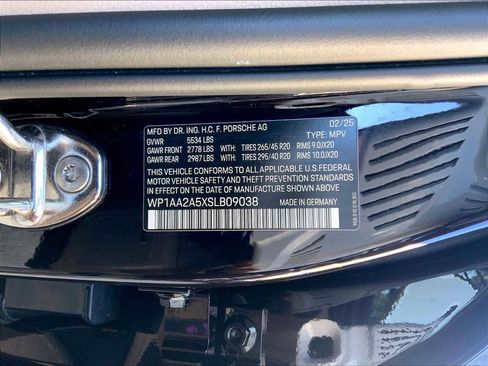 MFD BY DR. ING. H.C. F. PORSCHE AG 02/25
GVWR 5534 LBS TYPE: MPV
GAWR FRONT 2778 LBS WITH: TIRES 265/45 R20 RIMS 9.0JX20
GAWR REAR 2987 LBS WITH: TIRES 295/40 R20 RIMS 10.0JX20
THIS VEHICLE CONFORMS TO ALL APPLICABLE U.S. FEDERAL
MOTOR VEHICLE SAFETY AND THEFT PREVENTION STANDARDS
IN EFFECT ON THE DATE OF MANUFACTURE SHOWN ABOVE.
WP1AA2A5XSLB09038 MADE IN GERMANY